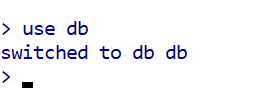 > use db
switched to db db
>